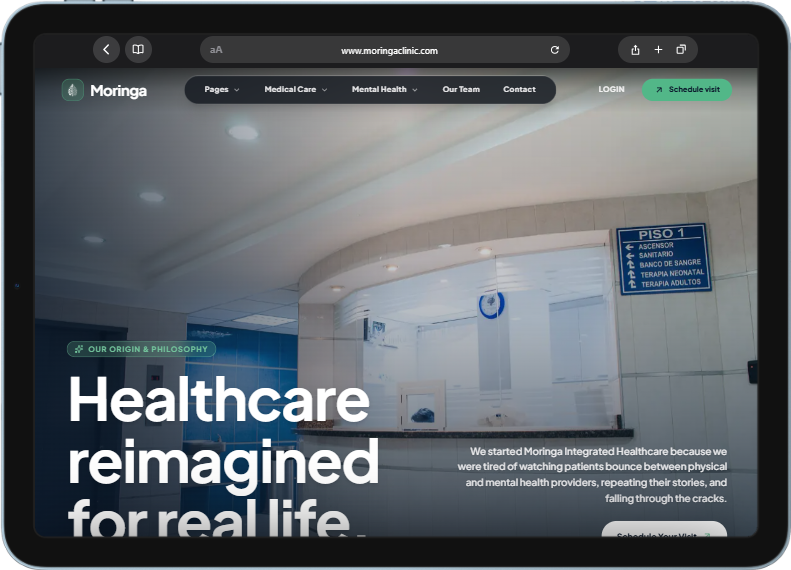 aA
www.moringaclinic.com
Moringa
Pages
Medical Care
Mental Health
Our Team
Contact
LOGIN
Schedule visit
PISO 1
← ASCENSOR
← SANITARIO
BANCO DE SANGRE
TERAPIA NEONATAL
TERAPIA ADULTOS
OUR ORIGIN & PHILOSOPHY
Healthcare
reimagined
for real life.
We started Moringa Integrated Healthcare because we
were tired of watching patients bounce between physical
and mental health providers, repeating their stories, and
falling through the cracks.
Schedule Your Visit